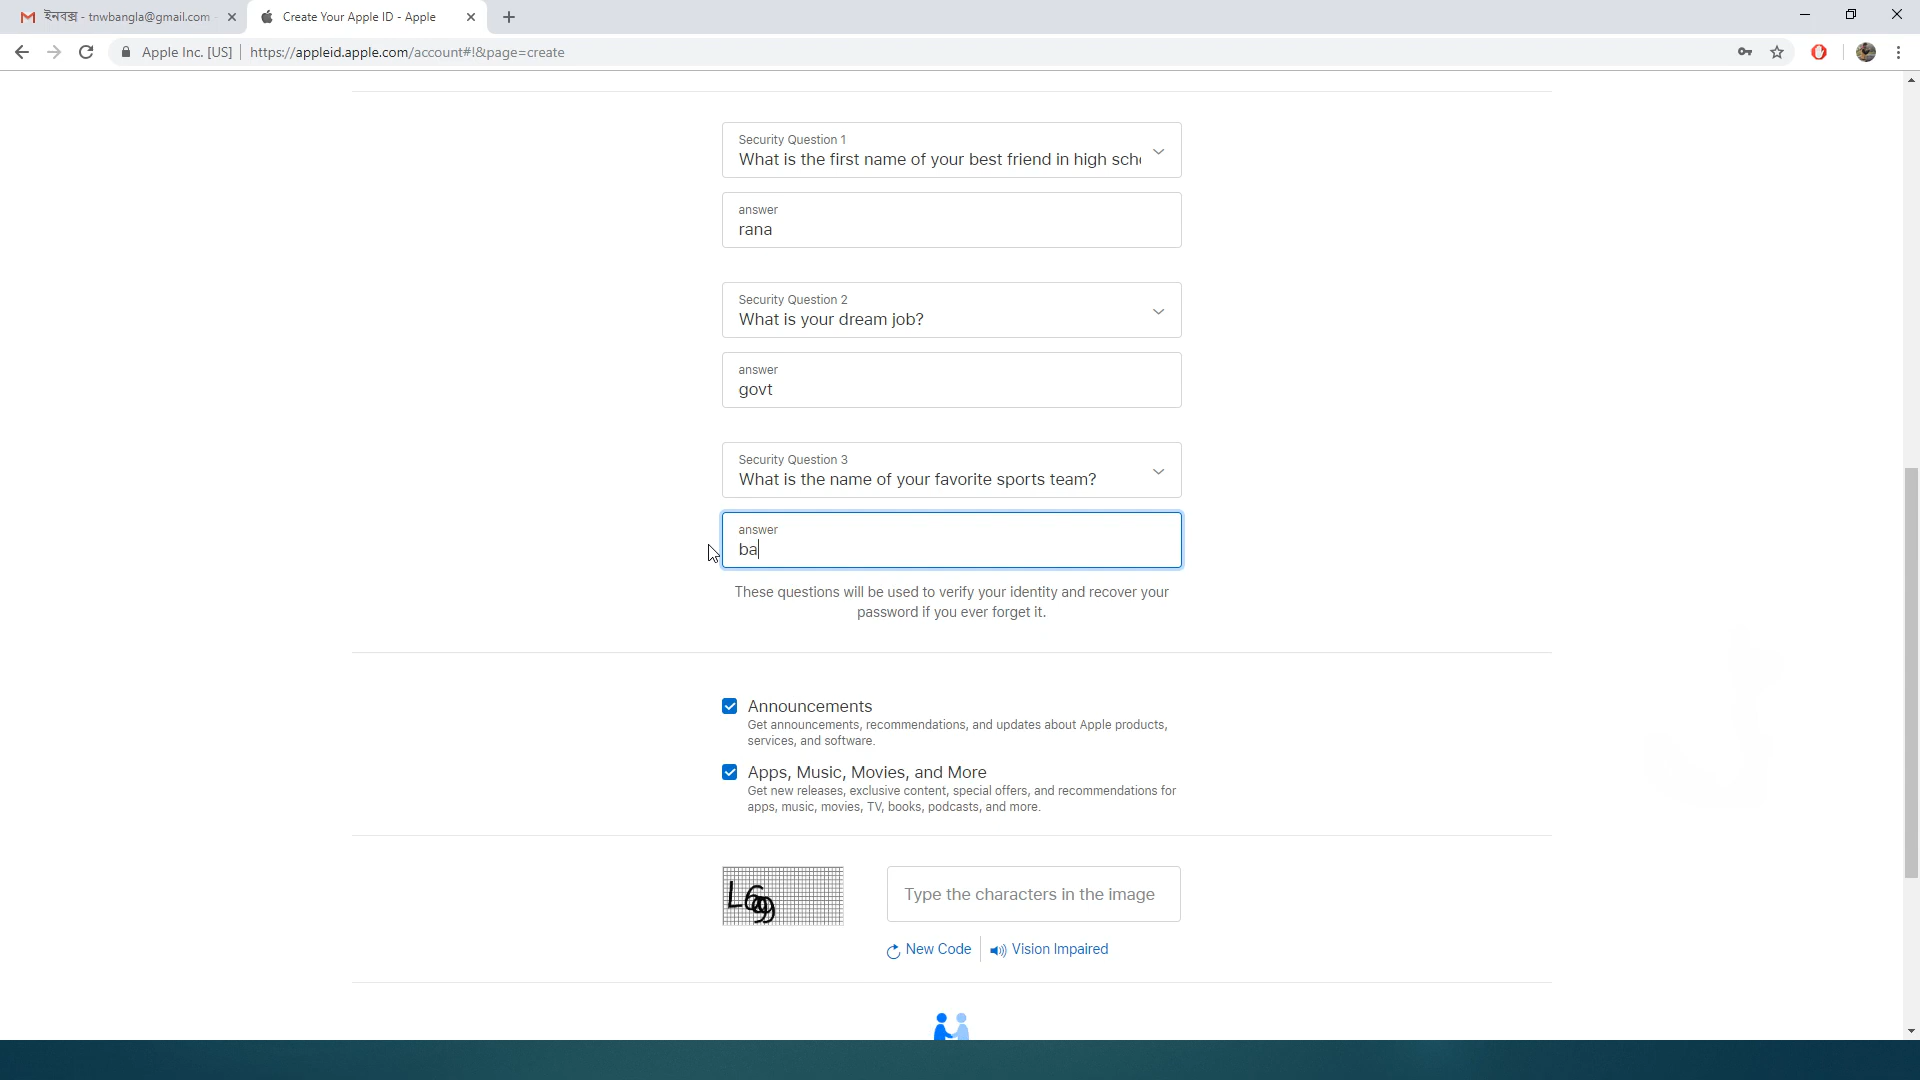 ইনবক্স - tnwbangla@gmail.com
Create Your Apple ID - Apple
Apple Inc. [US] https://appleid.apple.com/account#!&page=create
Security Question 1
What is the first name of your best friend in high sch
answer
rana
Security Question 2
What is your dream job?
answer
govt
Security Question 3
What is the name of your favorite sports team?
answer
ba
These questions will be used to verify your identity and recover your
password if you ever forget it.
Announcements
Get announcements, recommendations, and updates about Apple products,
services, and software.
Apps, Music, Movies, and More
Get new releases, exclusive content, special offers, and recommendations for
apps, music, movies, TV, books, podcasts, and more.
Type the characters in the image
New Code Vision Impaired